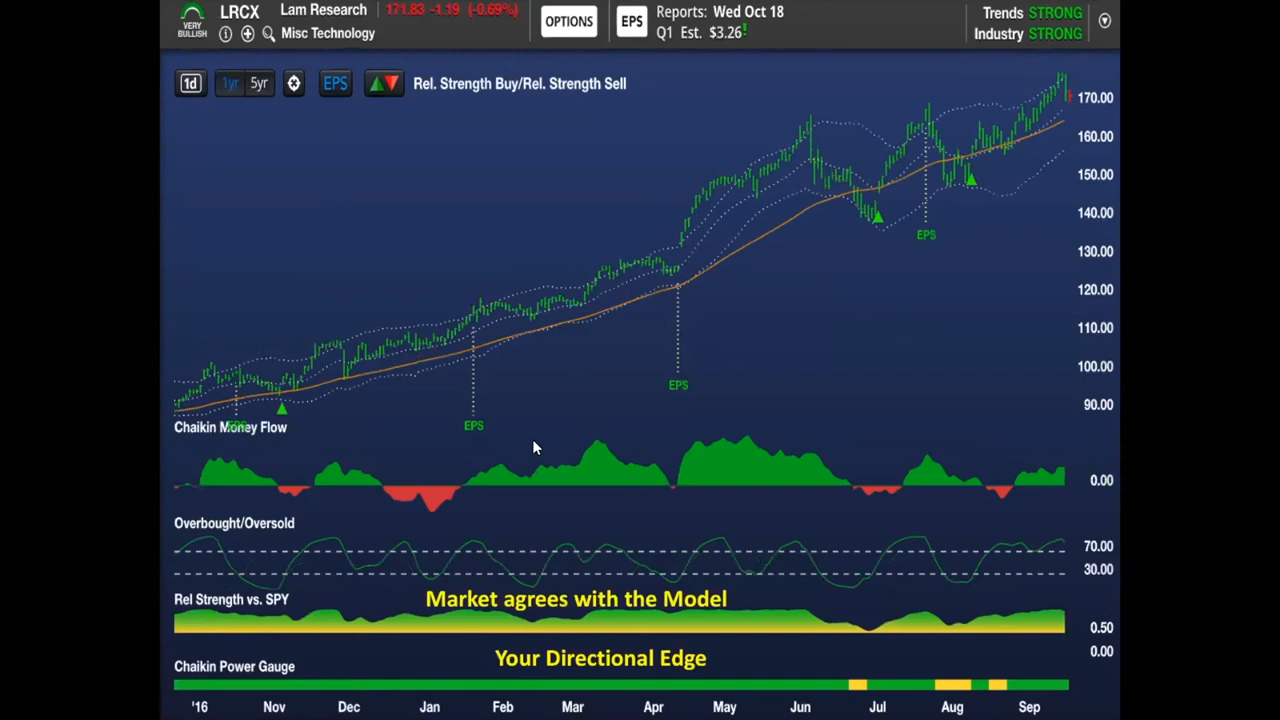 LRCX
Lam Research
171.83 -1.19 (-0.69%)
VERY
BULLISH
Misc Technology
OPTIONS
EPS
Reports: Wed Oct 18
Q1 Est. $3.26!
Trends STRONG
Industry STRONG
1d
1yr 5yr
EPS
Rel. Strength Buy/Rel. Strength Sell
170.00
160.00
150.00
140.00
130.00
120.00
110.00
100.00
90.00
EPS
EPS
EPS
EPS
Chaikin Money Flow
0.00
Overbought/Oversold
70.00
30.00
Rel Strength vs. SPY
Market agrees with the Model
0.50
0.00
Your Directional Edge
Chaikin Power Gauge
'16 Nov Dec Jan Feb Mar Apr May Jun Jul Aug Sep